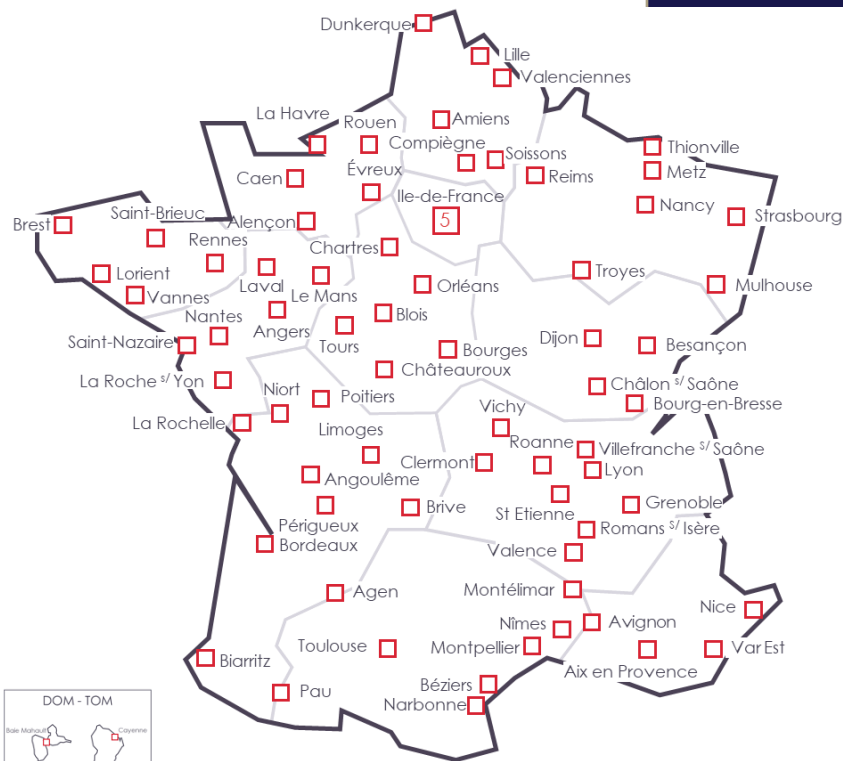 Dunkerque
Lille
Valenciennes
La Havre
Rouen
Amiens
Compiègne
Soissons
Thionville
Caen
Évreux
Reims
Metz
Ile-de-France
5
Nancy
Strasbourg
Brest
Saint-Brieuc
Alençon
Rennes
Chartres
Lorient
Laval
Le Mans
Orléans
Troyes
Mulhouse
Vannes
Nantes
Angers
Blois
Saint-Nazaire
Tours
Bourges
Dijon
Besançon
Châteauroux
La Roche s/ Yon
Niort
Poitiers
Châlon s/ Saône
Bourg-en-Bresse
La Rochelle
Limoges
Vichy
Roanne
Villefranche s/ Saône
Clermont
Lyon
Angoulême
Brive
St Etienne
Grenoble
Périgueux
Romans s/ Isère
Bordeaux
Valence
Agen
Montélimar
Nice
Nîmes
Avignon
Toulouse
Montpellier
Var Est
Biarritz
Aix en Provence
Pau
Béziers
Narbonne
DOM - TOM
Baie Mahault
Cayenne